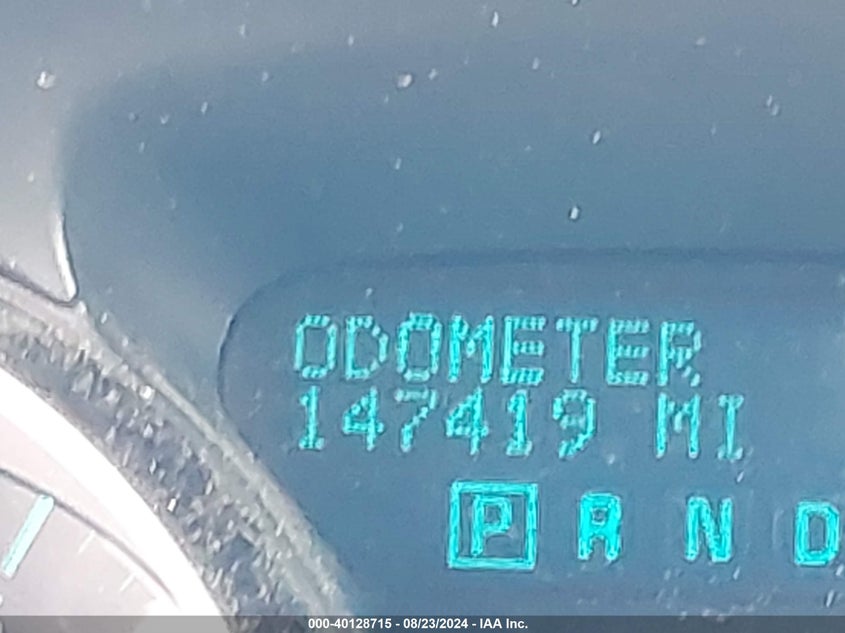 ODOMETER
147419 MI
P R N D
000-40128715 - 08/23/2024 - IAA Inc.